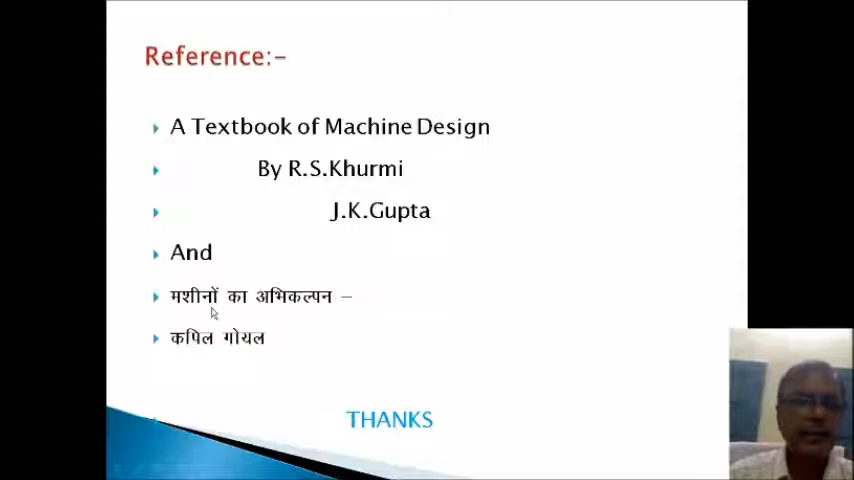 Reference:-
A Textbook of Machine Design
By R.S.Khurmi
J.K.Gupta
And
मशीनों का अभिकल्पन –
कपिल गोयल
THANKS